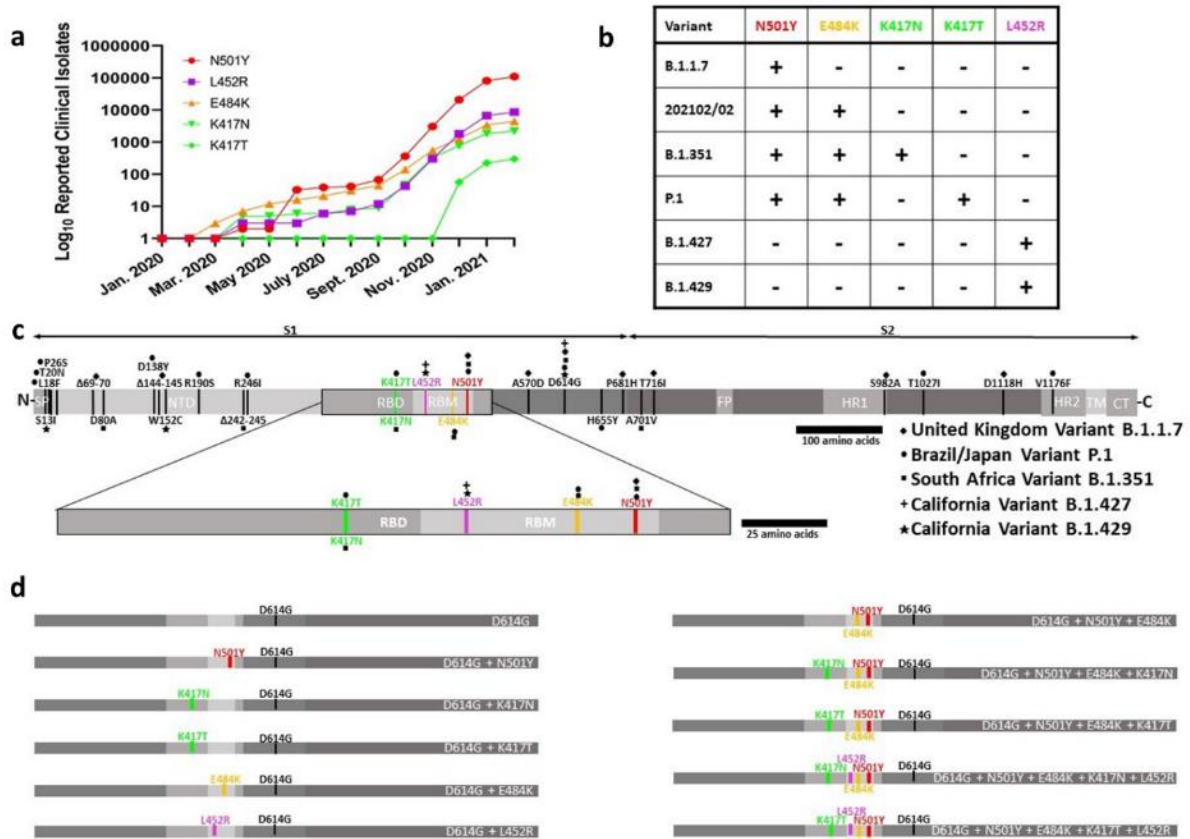 a
1000000
100000
10000
1000
100
10
1
Log10 Reported Clinical Isolates
N501Y
L452R
E484K
K417N
K417T
Jan. 2020
Mar. 2020
May 2020
July 2020
Sept. 2020
Nov. 2020
Jan. 2021
b
Variant N501Y E484K K417N K417T L452R
B.1.1.7 + - - - -
202102/02 + + - - -
B.1.351 + + + - -
P.1 + + - + -
B.1.427 - - - - +
B.1.429 - - - - +
c
S1 S2
P26S
T20N
L18F Δ69-70 D138Y Δ144-145 R190S R246I K417T L452R N501Y A570D D614G P681H T716I S982A T1027I D1118H V1176F
N- SP NTD RBD RBM FP HR1 HR2 TM CT -C
S13I D80A W152C Δ242-245 K417N E484K H655Y A701V
100 amino acids
United Kingdom Variant B.1.1.7
Brazil/Japan Variant P.1
South Africa Variant B.1.351
+ California Variant B.1.427
★ California Variant B.1.429
K417T L452R E484K N501Y
RBD RBM
K417N
25 amino acids
d
D614G
D614G
N501Y D614G
D614G + N501Y
K417N D614G
D614G + K417N
K417T D614G
D614G + K417T
E484K D614G
D614G + E484K
L452R D614G
D614G + L452R
N501Y D614G
D614G + N501Y + E484K
E484K
K417N N501Y D614G
D614G + N501Y + E484K + K417N
E484K
K417T N501Y D614G
D614G + N501Y + E484K + K417T
E484K
L452R
K417N N501Y D614G
D614G + N501Y + E484K + K417N + L452R
E484K
L452R
K417T N501Y D614G
D614G + N501Y + E484K + K417T + L452R
E484K